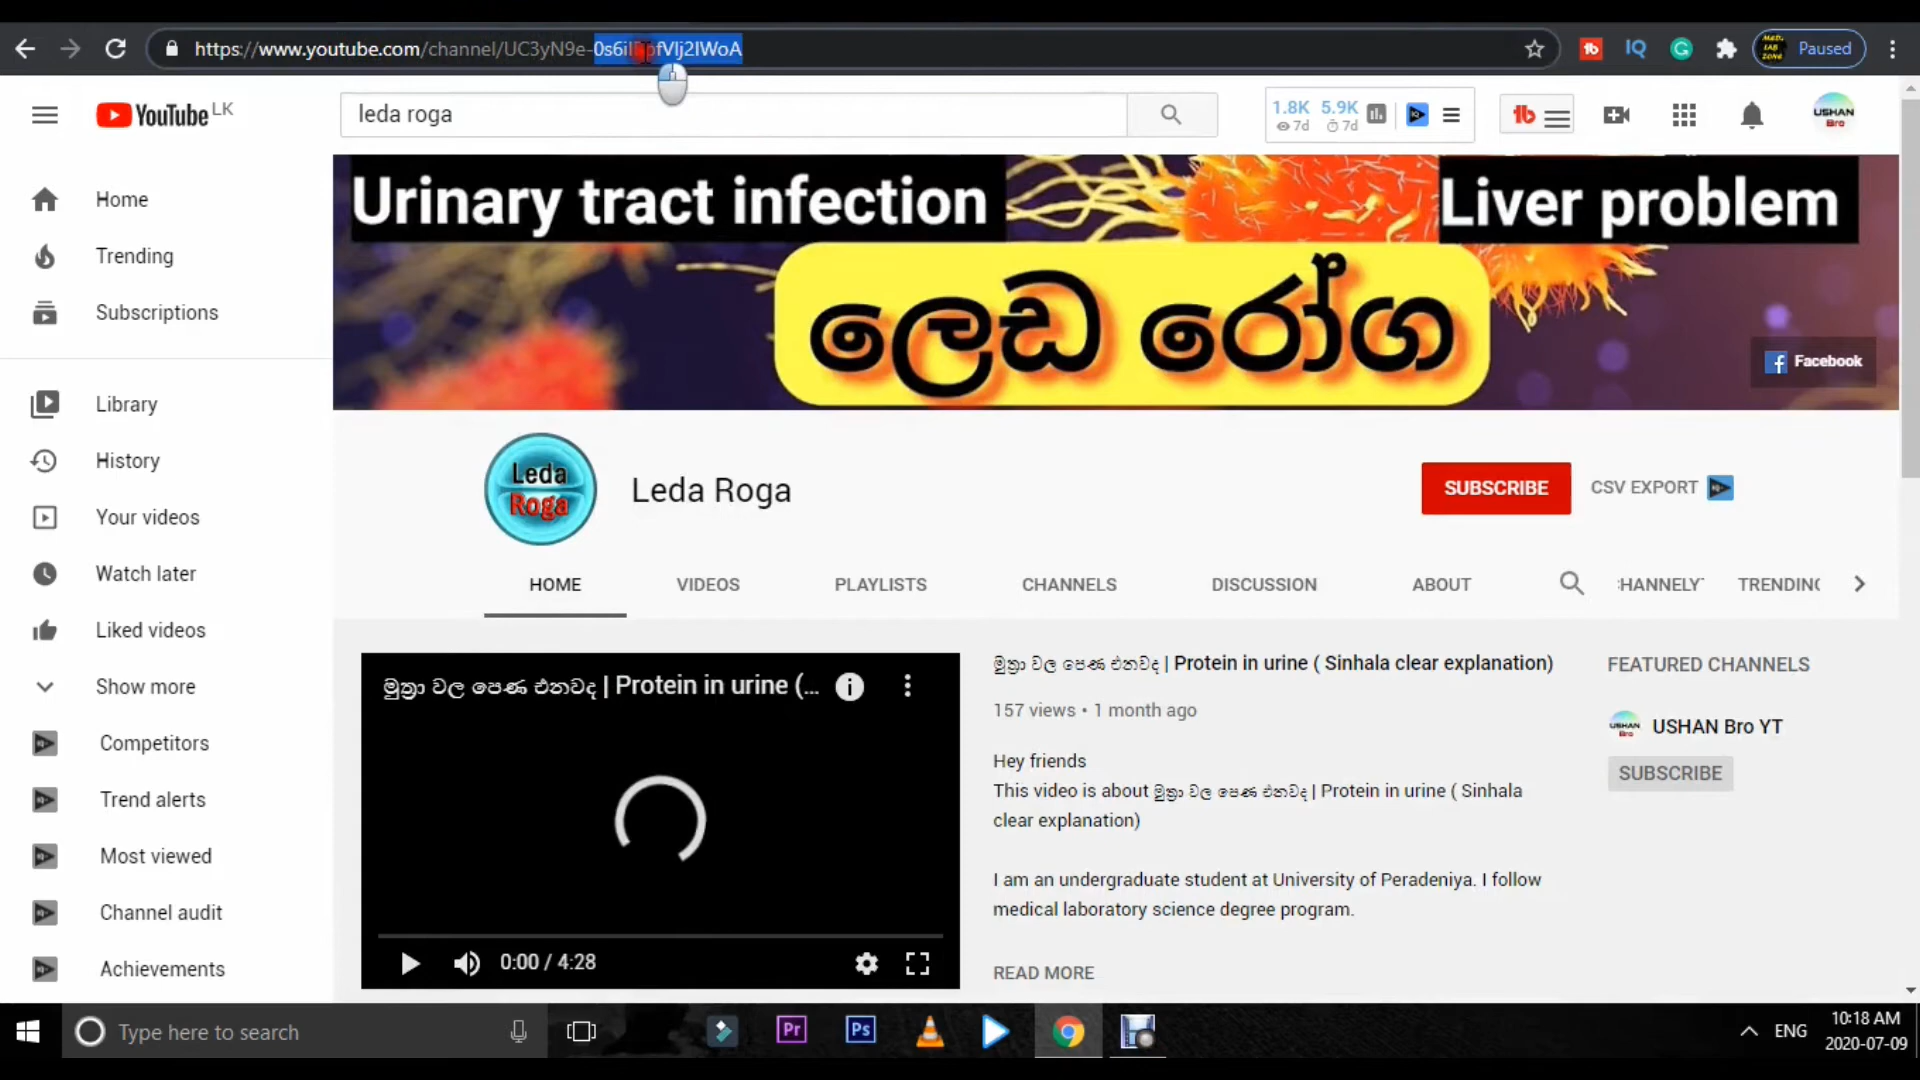 https://www.youtube.com/channel/UC3yN9e-
Paused
YouTube LK
leda roga
1.8K 5.9K
7d 7d
USHAN
Bro
Urinary tract infection
Liver problem
ලෙඩ රෝග
Facebook
Home
Trending
Subscriptions
Library
History
Your videos
Watch later
Liked videos
Show more
Competitors
Trend alerts
Most viewed
Channel audit
Achievements
Leda
Roga
Leda Roga
SUBSCRIBE
CSV EXPORT
HOME
VIDEOS
PLAYLISTS
CHANNELS
DISCUSSION
ABOUT
HANNELY
TRENDING
මුත්‍රා වල පෙණ එනවද | Protein in urine (...
0:00 / 4:28
මුත්‍රා වල පෙණ එනවද | Protein in urine ( Sinhala clear explanation)
157 views • 1 month ago
Hey friends
This video is about මුත්‍රා වල පෙණ එනවද | Protein in urine ( Sinhala
clear explanation)
I am an undergraduate student at University of Peradeniya. I follow
medical laboratory science degree program.
READ MORE
FEATURED CHANNELS
USHAN Bro YT
SUBSCRIBE
Type here to search
Pr
Ps
ENG
10:18 AM
2020-07-09